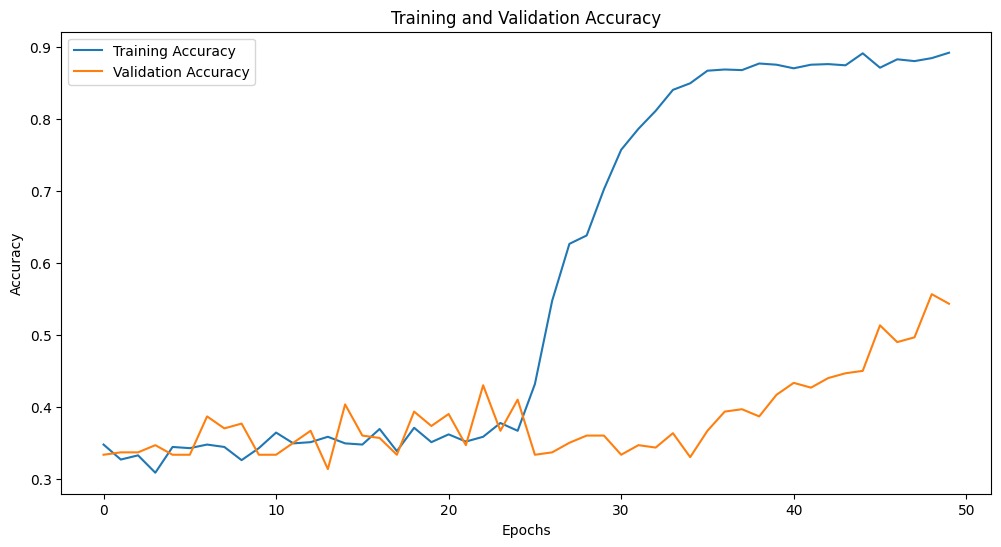 Training and Validation Accuracy
Training Accuracy
Validation Accuracy
Accuracy
0.9
0.8
0.7
0.6
0.5
0.4
0.3
0 10 20 30 40 50
Epochs